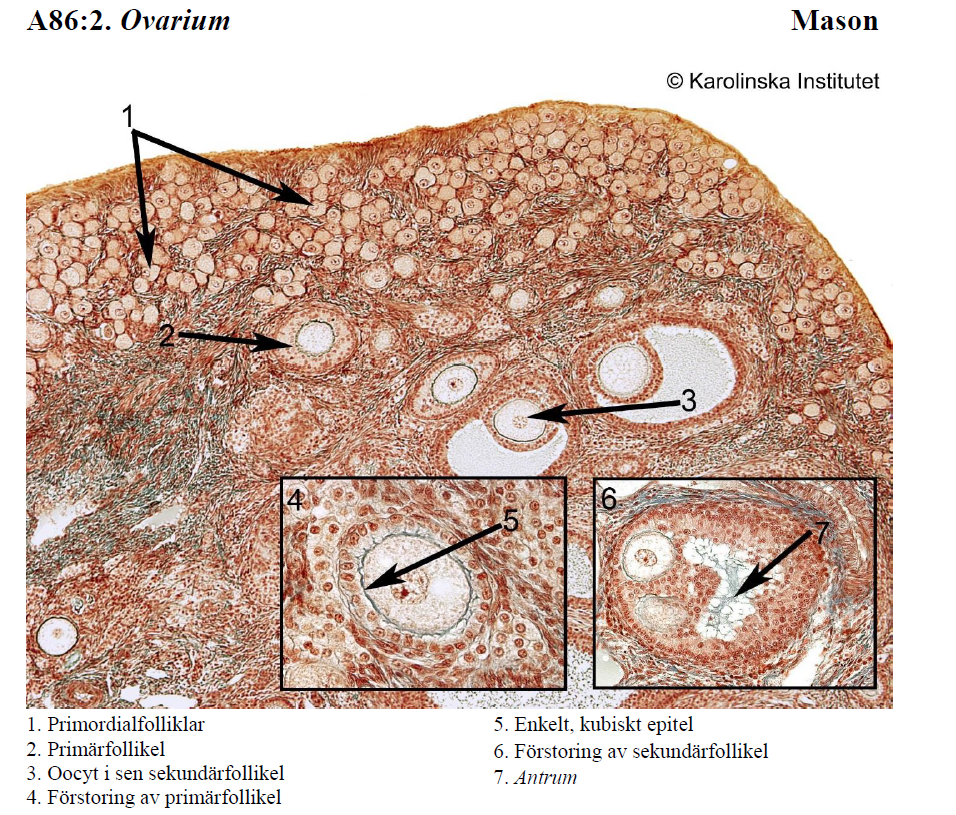 A86:2. Ovarium
Mason
© Karolinska Institutet
1
2
3
4
5
6
7
1. Primordialfolliklar
2. Primärfollikel
3. Oocyt i sen sekundärfollikel
4. Förstoring av primärfollikel
5. Enkelt, kubiskt epitel
6. Förstoring av sekundärfollikel
7. Antrum